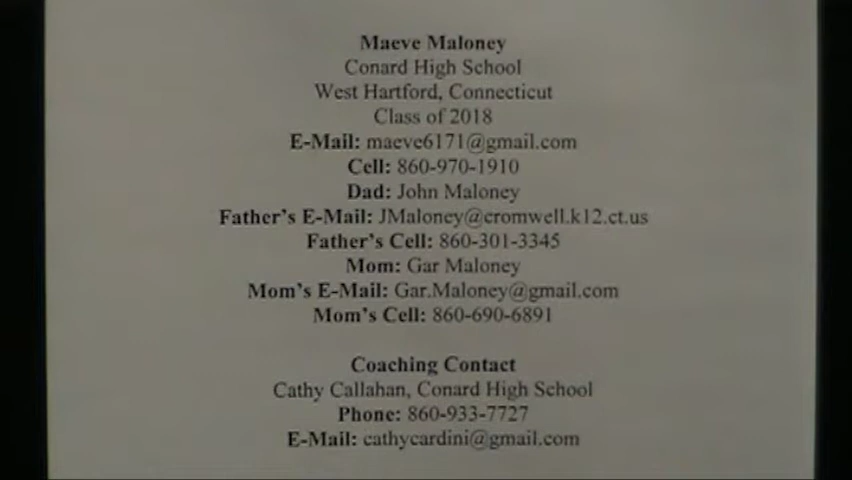 Maeve Maloney
Conard High School
West Hartford, Connecticut
Class of 2018
E-Mail: maeve6171@gmail.com
Cell: 860-970-1910
Dad: John Maloney
Father's E-Mail: JMaloney@cromwell.k12.ct.us
Father's Cell: 860-301-3345
Mom: Gar Maloney
Mom's E-Mail: Gar.Maloney@gmail.com
Mom's Cell: 860-690-6891
Coaching Contact
Cathy Callahan, Conard High School
Phone: 860-933-7727
E-Mail: cathycardini@gmail.com